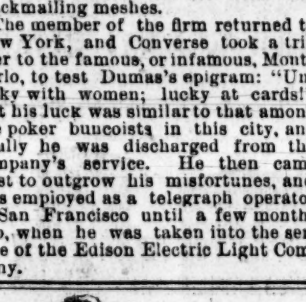 ckmailing meshes.
The member of the firm returned t
w York, and Converse took a tri
er to the famous, or infamous, Mont
rlo, to test Dumas's epigram: "Un
ky with women; lucky at cards!
t his luck was similar to that amon
poker buncoists in this city, an
ally he was discharged from th
mpany's service. He then cam
st to outgrow his misfortunes, an
s employed as a telegraph operato
San Francisco until a few month
o, when he was taken into the ser
e of the Edison Electric Light Com
ny.